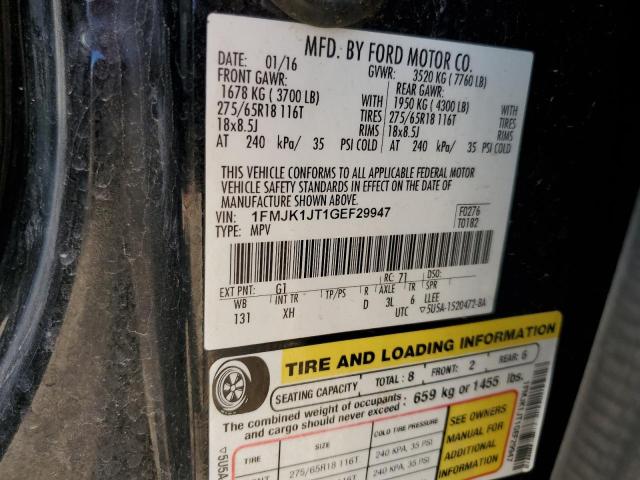 MFD. BY FORD MOTOR CO.
DATE: 01/16 GVWR: 3520 KG ( 7760 LB)
FRONT GAWR: REAR GAWR:
1678 KG ( 3700 LB) WITH 1950 KG ( 4300 LB) WITH
275/65R18 116T TIRES 275/65R18 116T TIRES
18x8.5J RIMS 18x8.5J RIMS
AT 240 kPa/ 35 PSI COLD AT 240 kPa/ 35 PSI COLD
THIS VEHICLE CONFORMS TO ALL APPLICABLE FEDERAL MOTOR
VEHICLE SAFETY STANDARDS IN EFFECT ON THE DATE OF
MANUFACTURE SHOWN ABOVE.
VIN: 1FMJK1JT1GEF29947 F0276
TYPE: MPV T0182
EXT PNT: G1 RC: 71 DSO:
WB INT TR TP/PS R AXLE TR SPR
131 XH D 3L 6 LLEE
UTC ▽5U5A-1520472-BA
TIRE AND LOADING INFORMATION
SEATING CAPACITY TOTAL: 8 FRONT: 2 REAR: 6
The combined weight of occupants
and cargo should never exceed : 659 kg or 1455 lbs.
TIRE SIZE COLD TIRE PRESSURE
275/65R18 116T 240 KPA, 35 PSI
240 KPA, 35 PSI
SEE OWNERS
MANUAL FOR
ADDITIONAL
INFORMATION
▽5U5A
1FMJK1JT1GEF29947